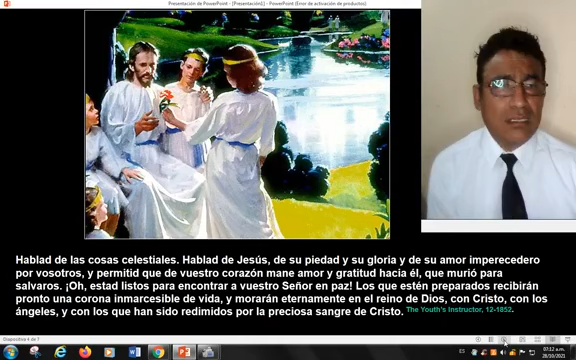 Presentación de PowerPoint - [Presentación1] - PowerPoint (Error de activación de productos)
Hablad de las cosas celestiales. Hablad de Jesús, de su piedad y su gloria y de su amor imperecedero
por vosotros, y permitid que de vuestro corazón mane amor y gratitud hacia él, que murió para
salvaros. ¡Oh, estad listos para encontrar a vuestro Señor en paz! Los que estén preparados recibirán
pronto una corona inmarcesible de vida, y morarán eternamente en el reino de Dios, con Cristo, con los
ángeles, y con los que han sido redimidos por la preciosa sangre de Cristo. The Youth's Instructor, 12-1852.
Diapositiva 4 de 7
ES 07:12 a.m.
28/10/2021